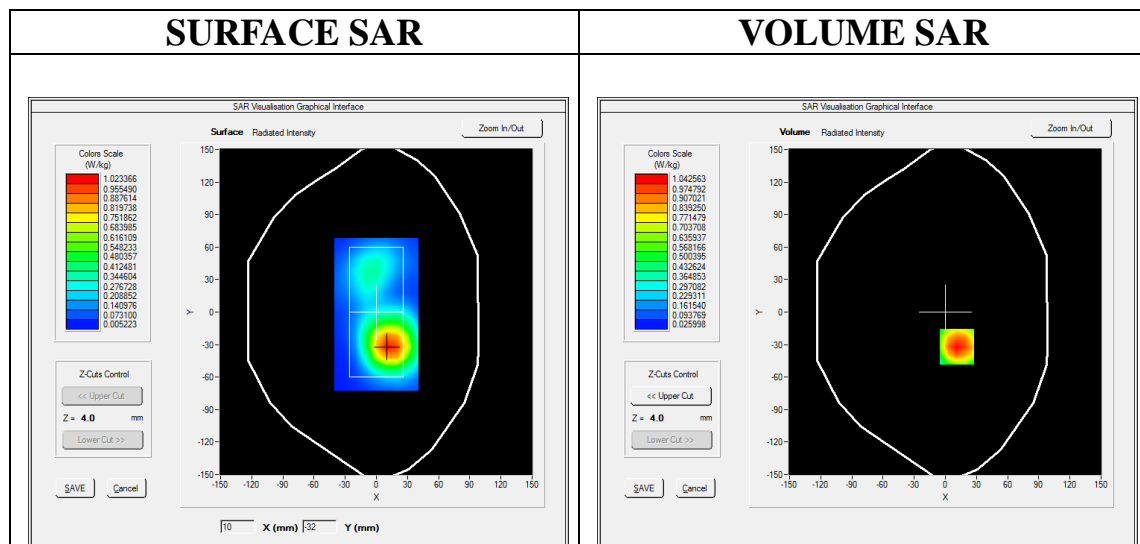 SURFACE SAR
VOLUME SAR
SAR Visualisation Graphical Interface
Surface Radiated Intensity
Zoom In/Out
Colors Scale
(W/kg)
1.023366
0.955490
0.887614
0.819738
0.751862
0.683985
0.616109
0.548233
0.480357
0.412481
0.344604
0.276728
0.208852
0.140976
0.073100
0.005223
150
120
90
60
30
0
-30
-60
-90
-120
-150
Y
-150 -120 -90 -60 -30 0 30 60 90 120 150
X
Z-Cuts Control
<< Upper Cut
Z = 4.0 mm
Lower Cut >>
SAVE Cancel
10 X (mm) -32 Y (mm)
SAR Visualisation Graphical Interface
Volume Radiated Intensity
Zoom In/Out
Colors Scale
(W/kg)
1.042563
0.974792
0.907021
0.839250
0.771479
0.703708
0.635937
0.568166
0.500395
0.432624
0.364853
0.297082
0.229311
0.161540
0.093769
0.025998
150
120
90
60
30
0
-30
-60
-90
-120
-150
Y
-150 -120 -90 -60 -30 0 30 60 90 120 150
X
Z-Cuts Control
<< Upper Cut
Z = 4.0 mm
Lower Cut >>
SAVE Cancel